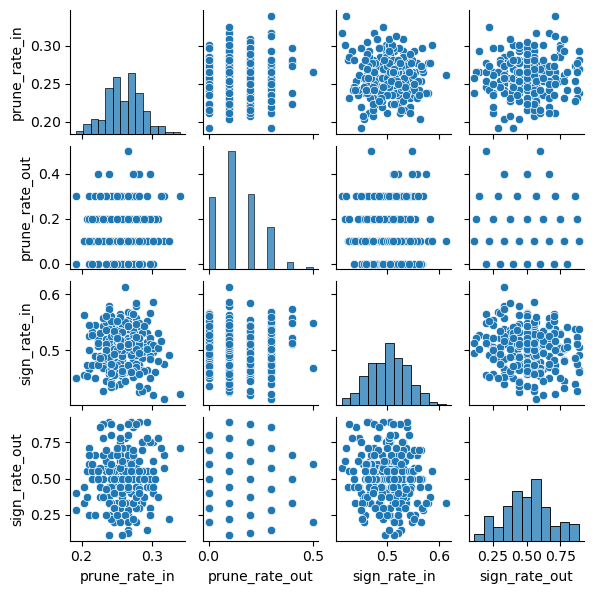 prune_rate_in
0.30
0.25
0.20
prune_rate_out
0.4
0.2
0.0
sign_rate_in
0.6
0.5
sign_rate_out
0.75
0.50
0.25
0.2 0.3
0.0 0.5
0.5 0.6
0.25 0.50 0.75
prune_rate_in prune_rate_out sign_rate_in sign_rate_out